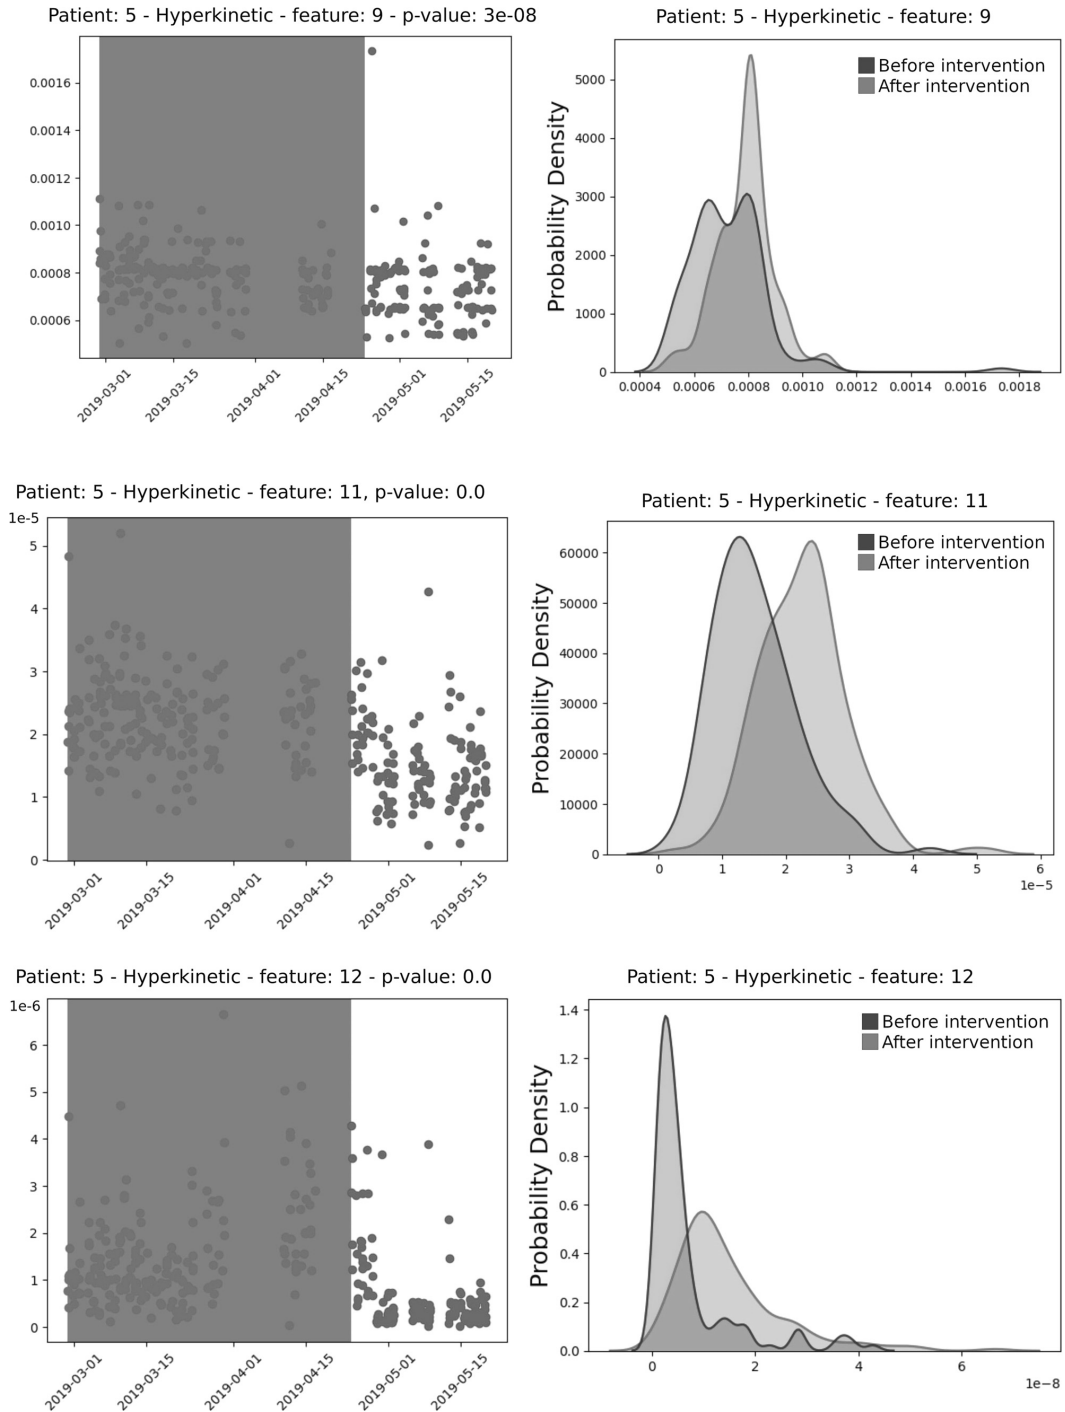 Patient: 5 - Hyperkinetic - feature: 9 - p-value: 3e-08
0.0016
0.0014
0.0012
0.0010
0.0008
0.0006
2019-03-01
2019-03-15
2019-04-01
2019-04-15
2019-05-01
2019-05-15
Patient: 5 - Hyperkinetic - feature: 9
Before intervention
After intervention
Probability Density
5000
4000
3000
2000
1000
0
0.0004 0.0006 0.0008 0.0010 0.0012 0.0014 0.0016 0.0018
Patient: 5 - Hyperkinetic - feature: 11, p-value: 0.0
1e-5
5
4
3
2
1
0
2019-03-01
2019-03-15
2019-04-01
2019-04-15
2019-05-01
2019-05-15
Patient: 5 - Hyperkinetic - feature: 11
Before intervention
After intervention
Probability Density
60000
50000
40000
30000
20000
10000
0
0 1 2 3 4 5 6
1e-5
Patient: 5 - Hyperkinetic - feature: 12 - p-value: 0.0
1e-6
6
5
4
3
2
1
0
2019-03-01
2019-03-15
2019-04-01
2019-04-15
2019-05-01
2019-05-15
Patient: 5 - Hyperkinetic - feature: 12
Before intervention
After intervention
Probability Density
1.4
1.2
1.0
0.8
0.6
0.4
0.2
0.0
0 2 4 6
1e-8